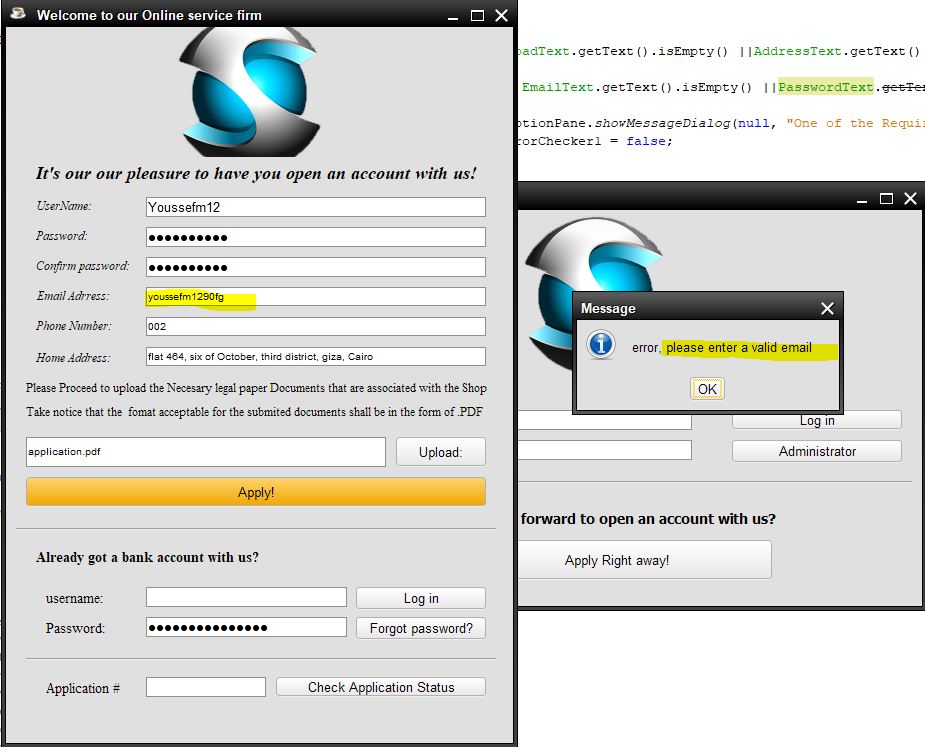 Welcome to our Online service firm
It's our our pleasure to have you open an account with us!
UserName:
Youssefm12
Password:
Confirm password:
Email Adrress:
youssefm1290fg
Phone Number:
002
Home Address:
flat 464, six of October, third district, giza, Cairo
Please Proceed to upload the Necesary legal paper Documents that are associated with the Shop
Take notice that the fomat acceptable for the submited documents shall be in the form of .PDF
application.pdf
Upload:
Apply!
Already got a bank account with us?
username:
Log in
Password:
Forgot password?
Application #
Check Application Status
adText.getText().isEmpty() ||AddressText.getText()
EmailText.getText().isEmpty() ||PasswordText.getTe
ptionPane.showMessageDialog(null, "One of the Requi
rorChecker1 = false;
Message
error, please enter a valid email
OK
Log in
Administrator
forward to open an account with us?
Apply Right away!